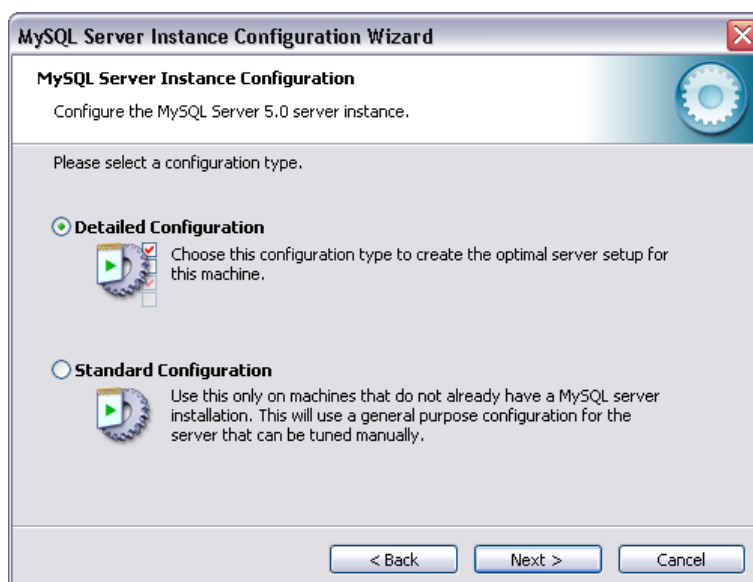 MySQL Server Instance Configuration Wizard
MySQL Server Instance Configuration
Configure the MySQL Server 5.0 server instance.
Please select a configuration type.
Detailed Configuration
Choose this configuration type to create the optimal server setup for
this machine.
Standard Configuration
Use this only on machines that do not already have a MySQL server
installation. This will use a general purpose configuration for the
server that can be tuned manually.
< Back
Next >
Cancel